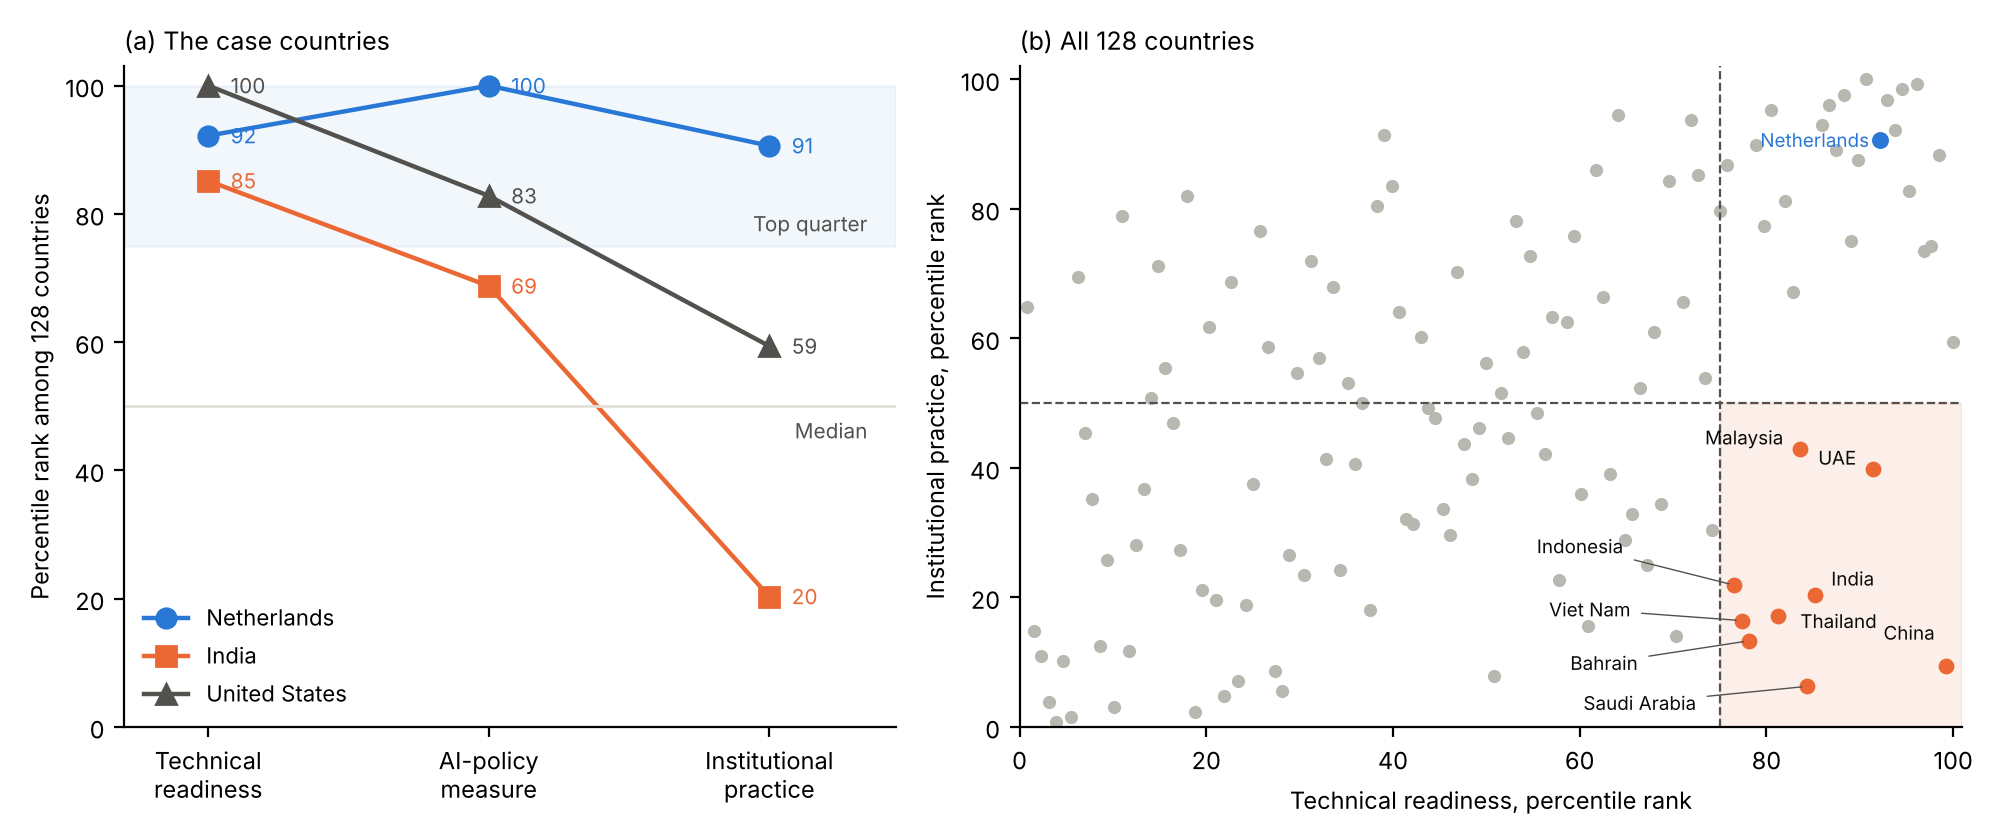 (a) The case countries
Percentile rank among 128 countries
100
80
60
40
20
0
100
92
85
100
83
69
91
59
20
Top quarter
Median
Netherlands
India
United States
Technical
readiness
AI-policy
measure
Institutional
practice
(b) All 128 countries
Institutional practice, percentile rank
100
80
60
40
20
0
Netherlands
Malaysia
UAE
Indonesia
India
Viet Nam
Thailand
China
Bahrain
Saudi Arabia
0
20
40
60
80
100
Technical readiness, percentile rank